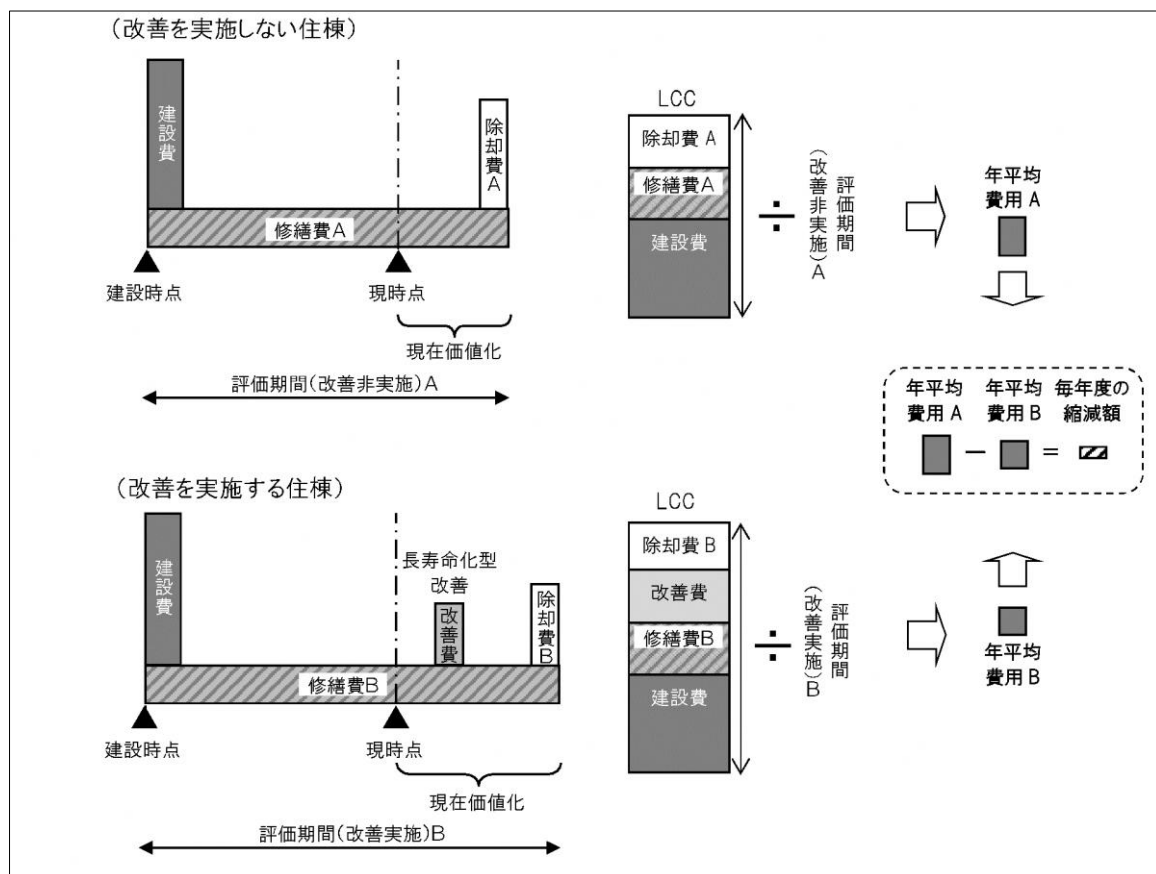 (改善を実施しない住棟)
建設費
除却費A
修繕費A
建設時点
現時点
現在価値化
評価期間(改善非実施)A
LCC
除却費A
修繕費A
建設費
÷
評価期間
(改善非実施)A
年平均
費用A
年平均
費用A
年平均
費用B
毎年度の
縮減額
− =
(改善を実施する住棟)
建設費
長寿命化型
改善
改善費
除却費B
修繕費B
建設時点
現時点
現在価値化
評価期間(改善実施)B
LCC
除却費B
改善費
修繕費B
建設費
÷
評価期間
(改善実施)B
年平均
費用B